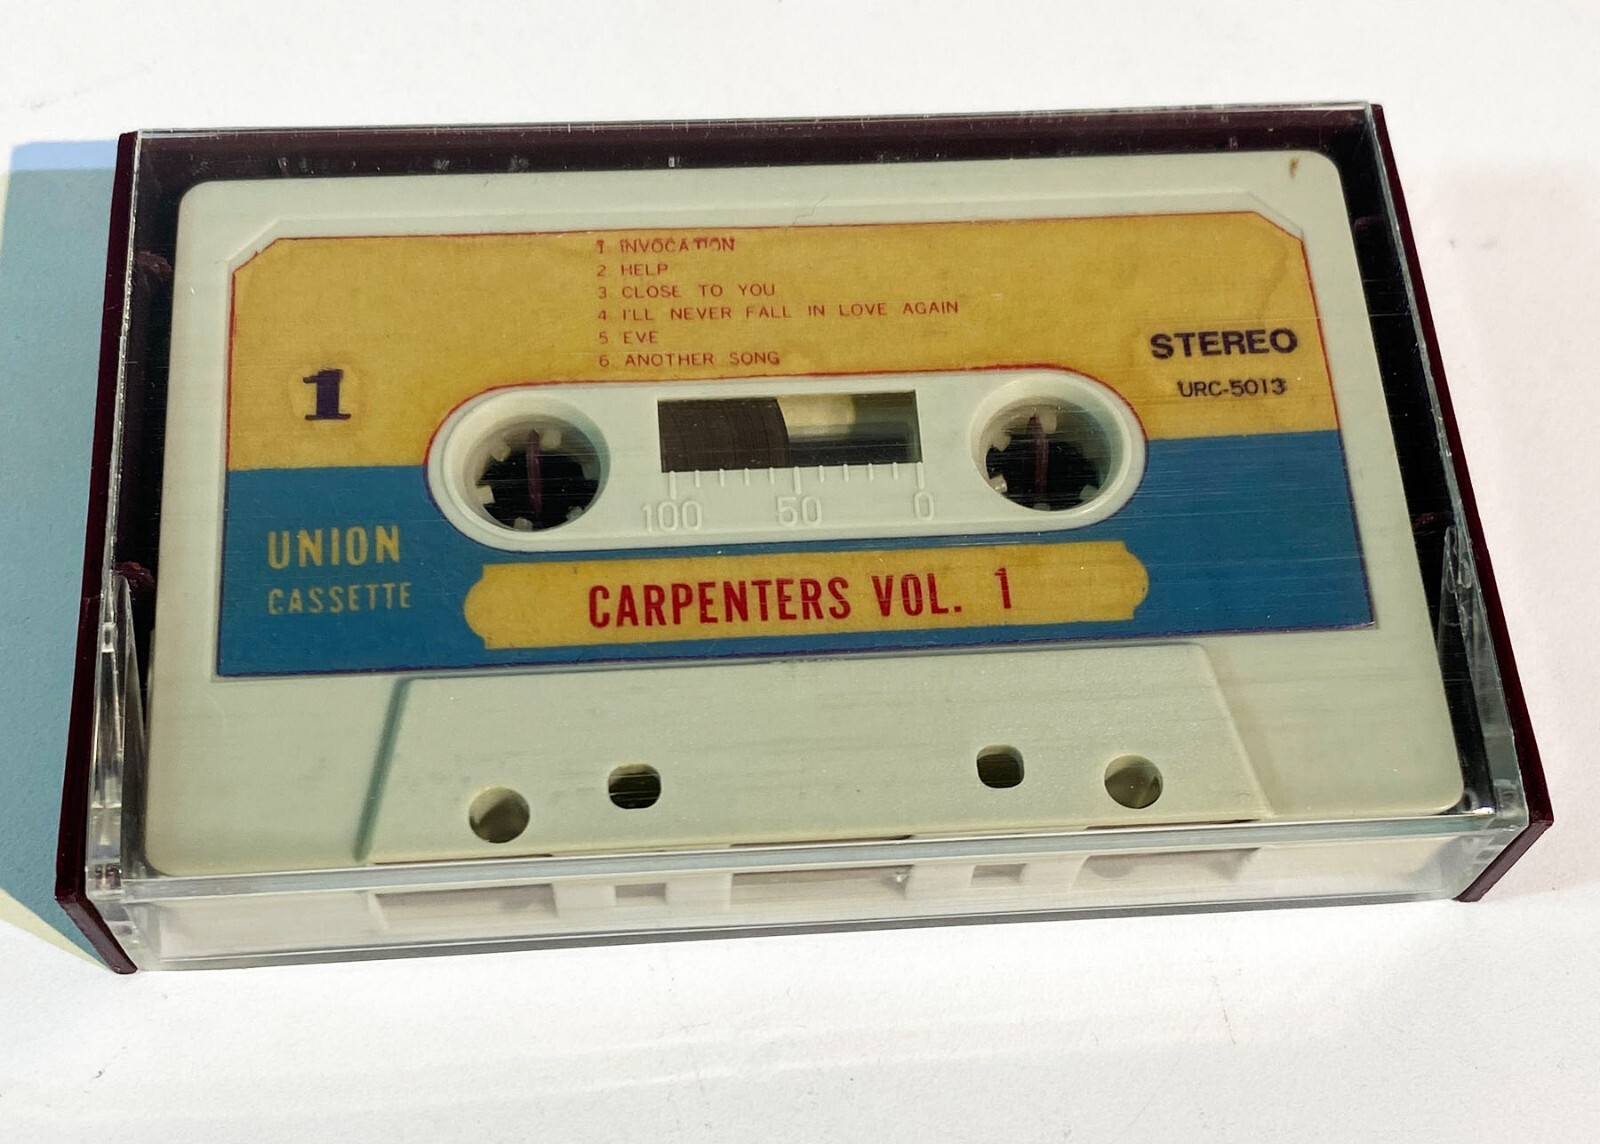 1. INVOCATION
2. HELP
3. CLOSE TO YOU
4. I'LL NEVER FALL IN LOVE AGAIN
5. EVE
6. ANOTHER SONG
1
STEREO
URC-5013
100 50 0
UNION
CASSETTE
CARPENTERS VOL. 1